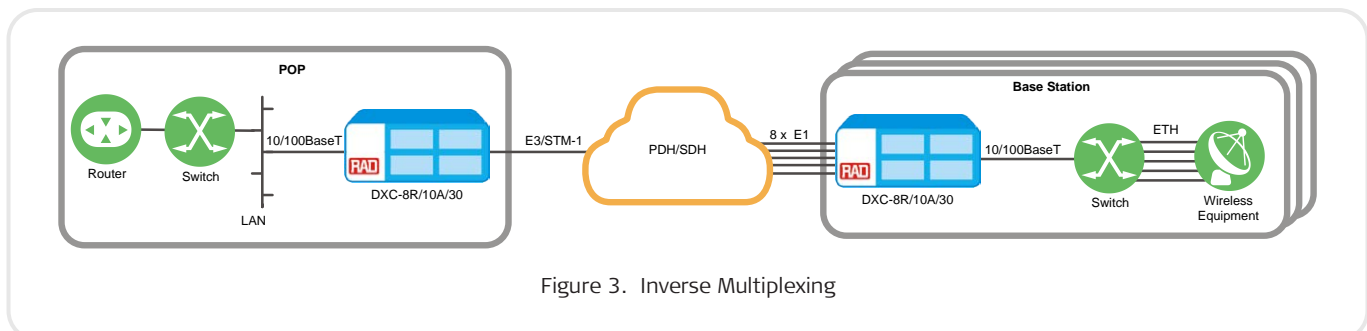 POP
Router
Switch
LAN
10/100BaseT
RAD
DXC-8R/10A/30
E3/STM-1
PDH/SDH
8 x E1
Base Station
RAD
DXC-8R/10A/30
10/100BaseT
Switch
ETH
Wireless
Equipment
Figure 3. Inverse Multiplexing